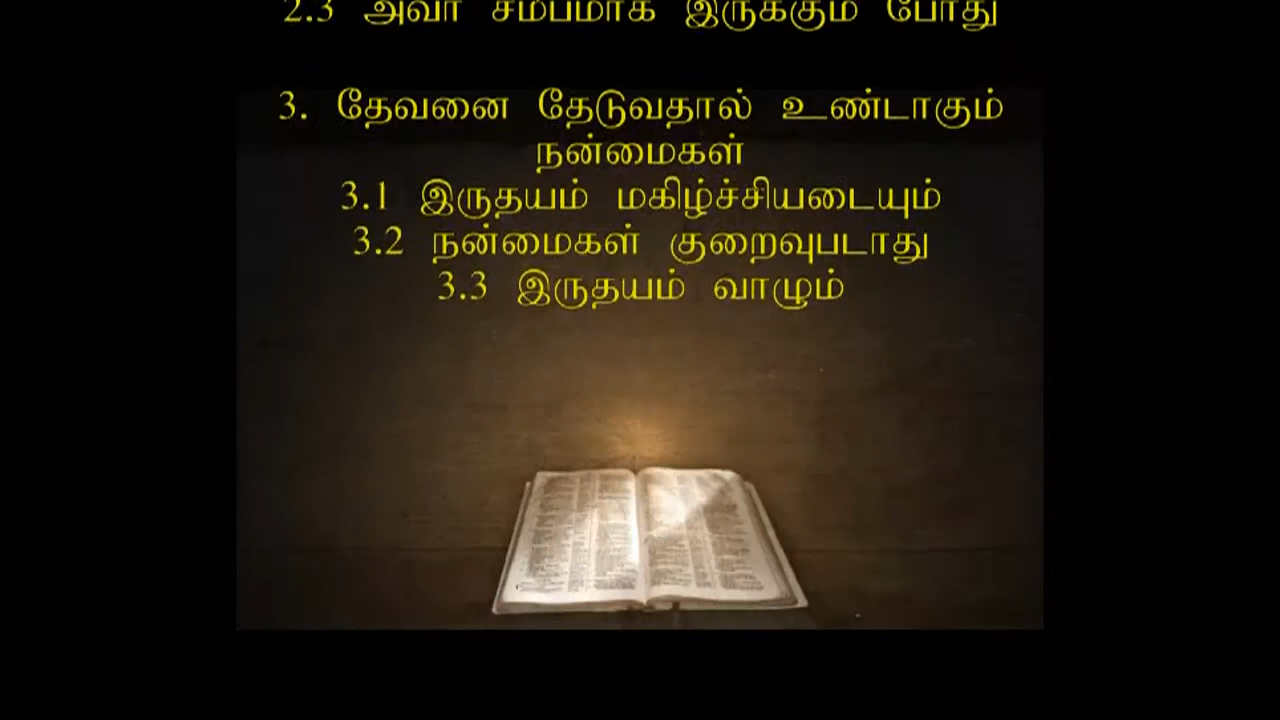 2.3 அவர் சமீபமாக இருக்கும் போது
3. தேவனை தேடுவதால் உண்டாகும்
நன்மைகள்
3.1 இருதயம் மகிழ்ச்சியடையும்
3.2 நன்மைகள் குறைவுபடாது
3.3 இருதயம் வாழும்